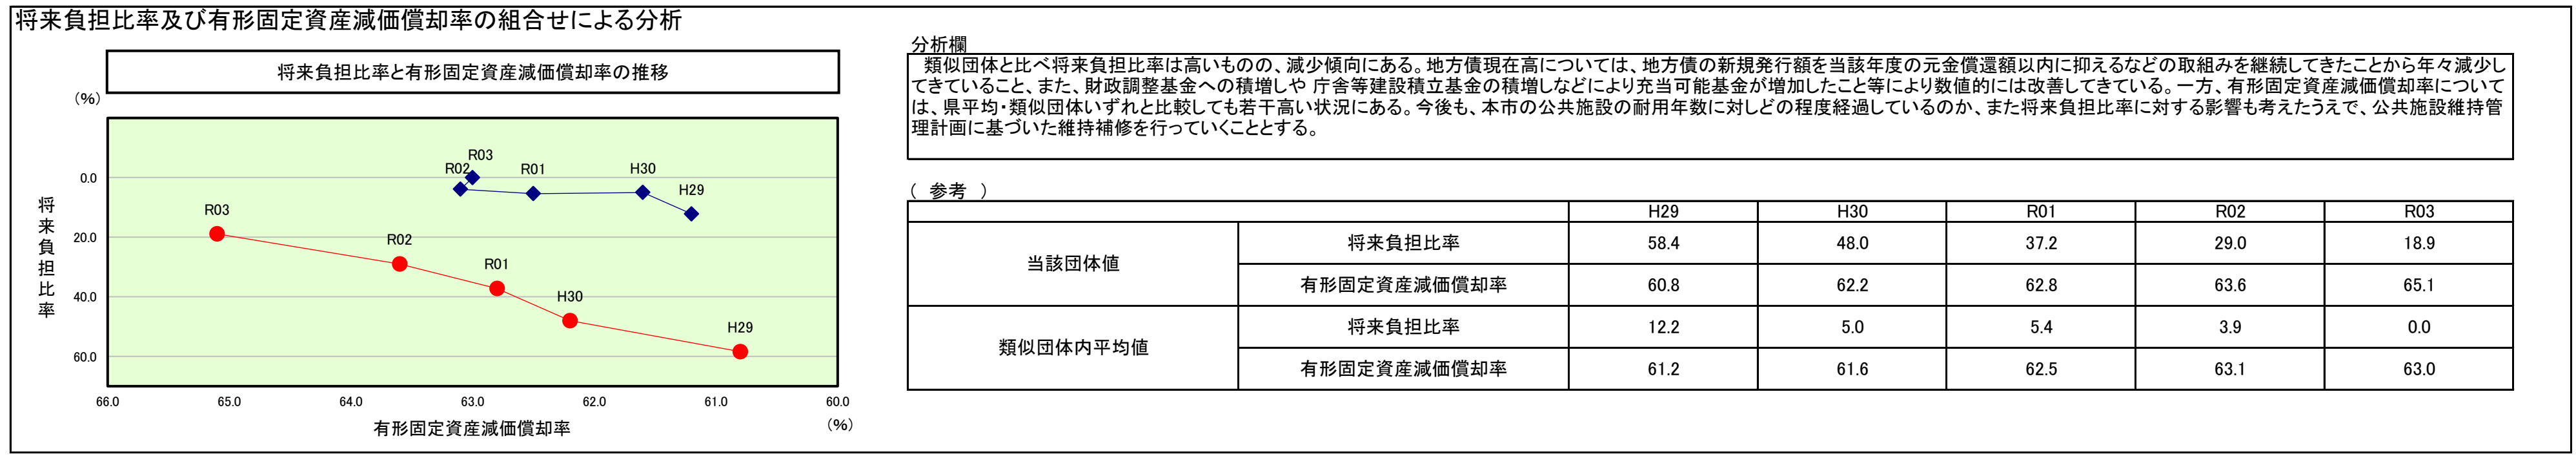 将来負担比率及び有形固定資産減価償却率の組合せによる分析
将来負担比率と有形固定資産減価償却率の推移
（%）
将来負担比率
0.0
20.0
40.0
60.0
R03
R02
R01
H30
H29
R03
R02
R01
H30
H29
66.0 65.0 64.0 63.0 62.0 61.0 60.0
有形固定資産減価償却率
（%）
分析欄
　類似団体と比べ将来負担比率は高いものの、減少傾向にある。地方債現在高については、地方債の新規発行額を当該年度の元金償還額以内に抑えるなどの取組みを継続してきたことから年々減少し
てきていること、また、財政調整基金への積増しや 庁舎等建設積立基金の積増しなどにより充当可能基金が増加したこと等により数値的には改善してきている。一方、有形固定資産減価償却率について
は、県平均・類似団体いずれと比較しても若干高い状況にある。今後も、本市の公共施設の耐用年数に対しどの程度経過しているのか、また将来負担比率に対する影響も考えたうえで、公共施設維持管
理計画に基づいた維持補修を行っていくこととする。
（　参考　）
H29 H30 R01 R02 R03
当該団体値
将来負担比率 58.4 48.0 37.2 29.0 18.9
有形固定資産減価償却率 60.8 62.2 62.8 63.6 65.1
類似団体内平均値
将来負担比率 12.2 5.0 5.4 3.9 0.0
有形固定資産減価償却率 61.2 61.6 62.5 63.1 63.0